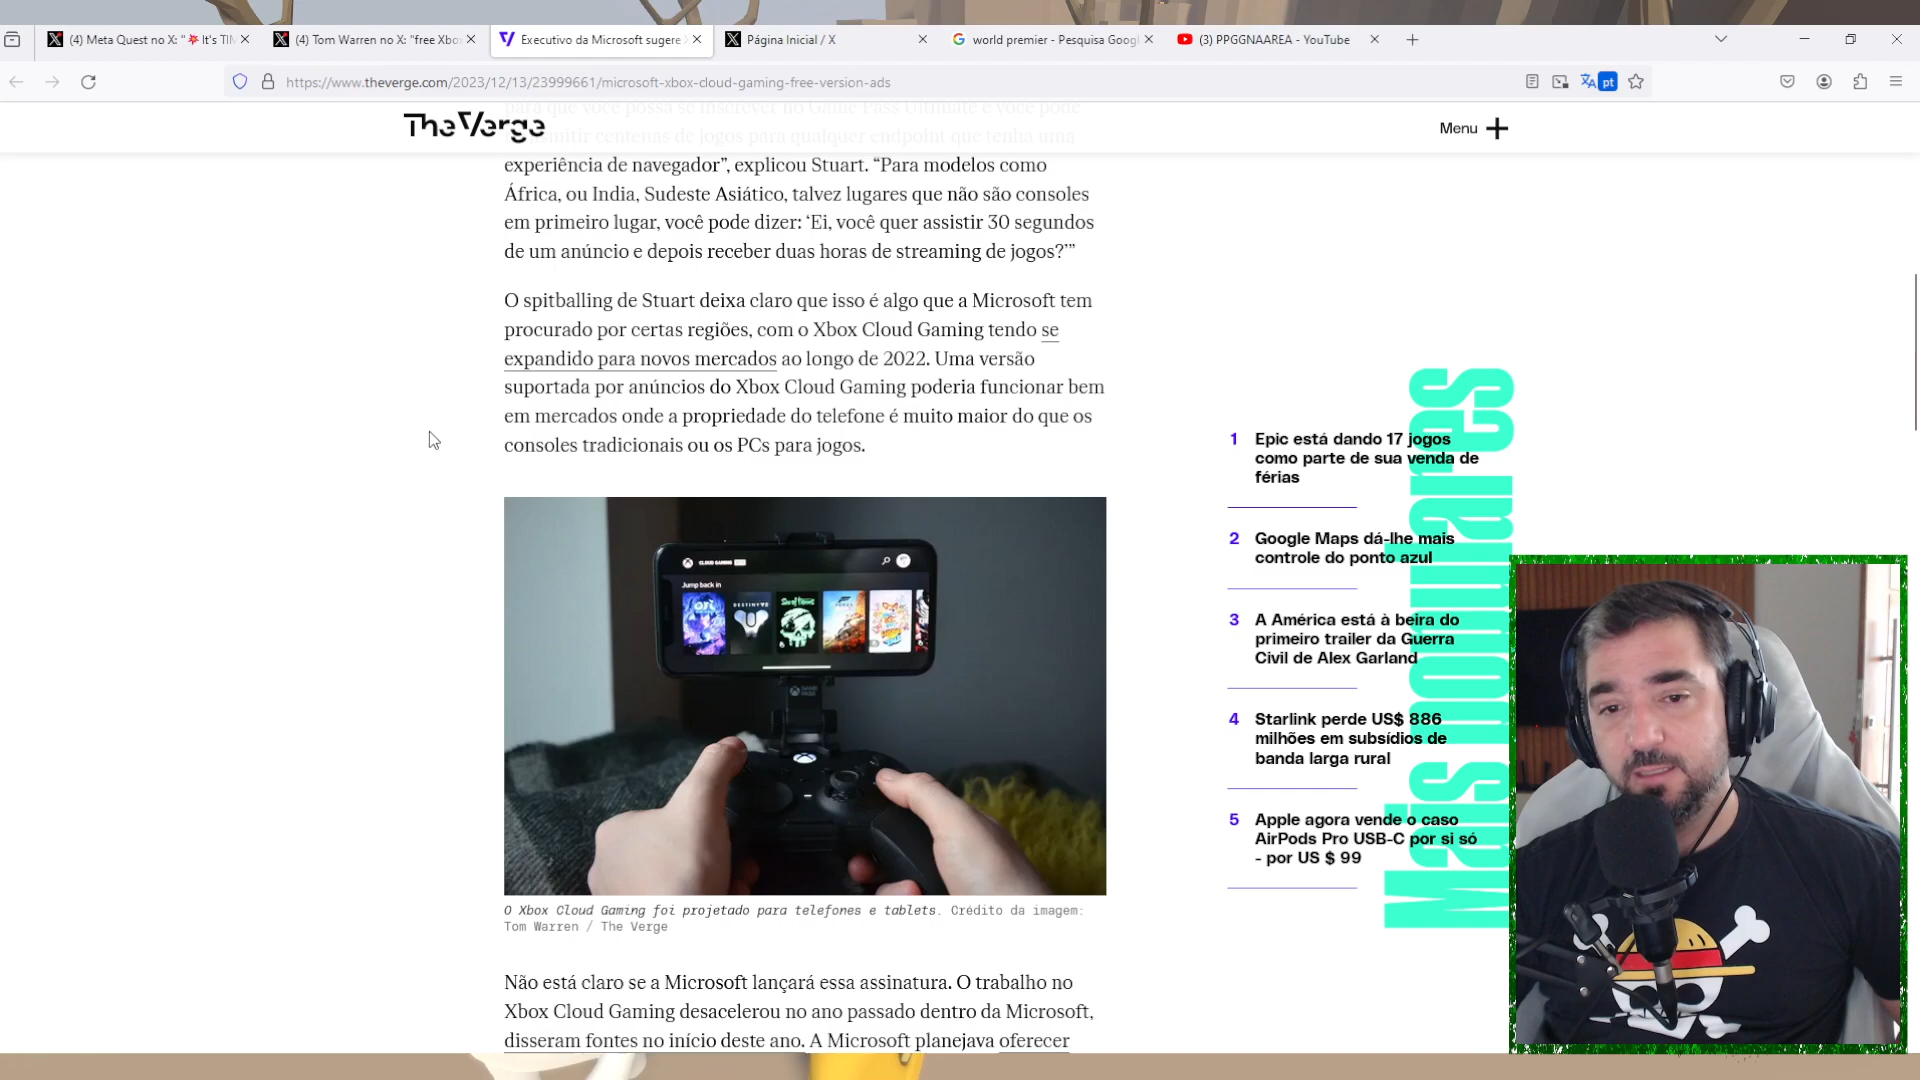 (4) Meta Quest no X: "💥It's TIM
(4) Tom Warren no X: "free Xbox
Executivo da Microsoft sugere
Página Inicial / X
world premier - Pesquisa Googl
(3) PPGGNAAREA - YouTube
https://www.theverge.com/2023/12/13/23999661/microsoft-xbox-cloud-gaming-free-version-ads
pt
The Verge
Menu
para que você possa se inscrever no Game Pass Ultimate e você pode
smitir centenas de jogos para qualquer endpoint que tenha uma
experiência de navegador”, explicou Stuart. “Para modelos como
África, ou India, Sudeste Asiático, talvez lugares que não são consoles
em primeiro lugar, você pode dizer: ‘Ei, você quer assistir 30 segundos
de um anúncio e depois receber duas horas de streaming de jogos?’”
O spitballing de Stuart deixa claro que isso é algo que a Microsoft tem
procurado por certas regiões, com o Xbox Cloud Gaming tendo se
expandido para novos mercados ao longo de 2022. Uma versão
suportada por anúncios do Xbox Cloud Gaming poderia funcionar bem
em mercados onde a propriedade do telefone é muito maior do que os
consoles tradicionais ou os PCs para jogos.
CLOUD GAMING
Jump back in
ori
DESTINY 2
Sea of Thieves
O Xbox Cloud Gaming foi projetado para telefones e tablets. Crédito da imagem:
Tom Warren / The Verge
Não está claro se a Microsoft lançará essa assinatura. O trabalho no
Xbox Cloud Gaming desacelerou no ano passado dentro da Microsoft,
disseram fontes no início deste ano. A Microsoft planejava oferecer
Mais populares
1 Epic está dando 17 jogos
como parte de sua venda de
férias
2 Google Maps dá-lhe mais
controle do ponto azul
3 A América está à beira do
primeiro trailer da Guerra
Civil de Alex Garland
4 Starlink perde US$ 886
milhões em subsídios de
banda larga rural
5 Apple agora vende o caso
AirPods Pro USB-C por si só
- por US $ 99